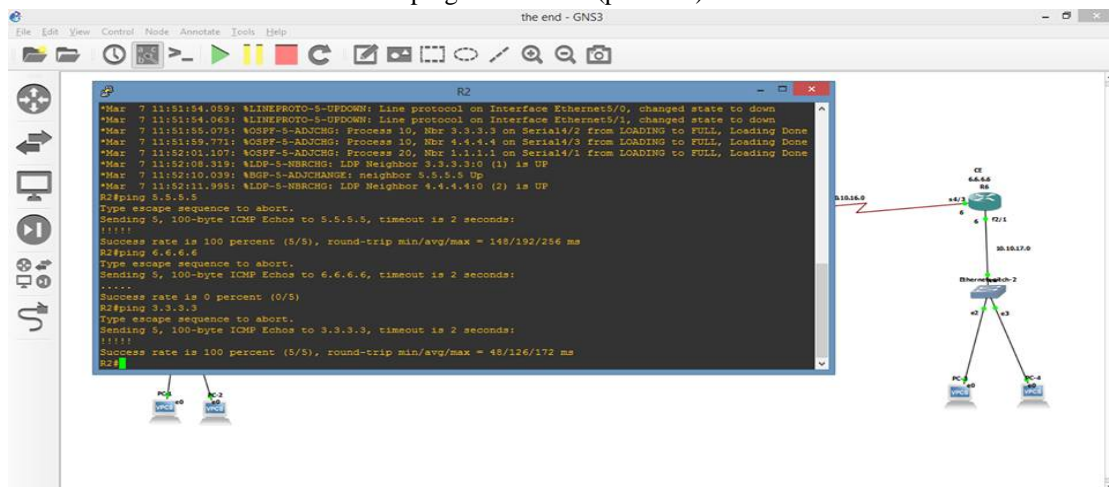 the end - GNS3
File Edit View Control Node Annotate Tools Help
R2
*Mar 7 11:51:54.059: %LINEPROTO-5-UPDOWN: Line protocol on Interface Ethernet5/0, changed state to down
*Mar 7 11:51:54.063: %LINEPROTO-5-UPDOWN: Line protocol on Interface Ethernet5/1, changed state to down
*Mar 7 11:51:55.075: %OSPF-5-ADJCHG: Process 10, Nbr 3.3.3.3 on Serial4/2 from LOADING to FULL, Loading Done
*Mar 7 11:51:59.771: %OSPF-5-ADJCHG: Process 10, Nbr 4.4.4.4 on Serial4/3 from LOADING to FULL, Loading Done
*Mar 7 11:52:01.107: %OSPF-5-ADJCHG: Process 20, Nbr 1.1.1.1 on Serial4/1 from LOADING to FULL, Loading Done
*Mar 7 11:52:08.319: %LDP-5-NBRCHG: LDP Neighbor 3.3.3.3:0 (1) is UP
*Mar 7 11:52:10.039: %BGP-5-ADJCHANGE: neighbor 5.5.5.5 Up
*Mar 7 11:52:11.995: %LDP-5-NBRCHG: LDP Neighbor 4.4.4.4:0 (2) is UP
R2#ping 5.5.5.5
Type escape sequence to abort.
Sending 5, 100-byte ICMP Echos to 5.5.5.5, timeout is 2 seconds:
!!!!!
Success rate is 100 percent (5/5), round-trip min/avg/max = 148/192/256 ms
R2#ping 6.6.6.6
Type escape sequence to abort.
Sending 5, 100-byte ICMP Echos to 6.6.6.6, timeout is 2 seconds:
.....
Success rate is 0 percent (0/5)
R2#ping 3.3.3.3
Type escape sequence to abort.
Sending 5, 100-byte ICMP Echos to 3.3.3.3, timeout is 2 seconds:
!!!!!
Success rate is 100 percent (5/5), round-trip min/avg/max = 48/126/172 ms
R2#
CE
6.6.6.6
R6
s4/3
6
6
f2/1
10.10.17.0
e2
e3
PC-2
e0
e0
VPCS
VPCS
PC-4
e0
e0
VPCS
VPCS